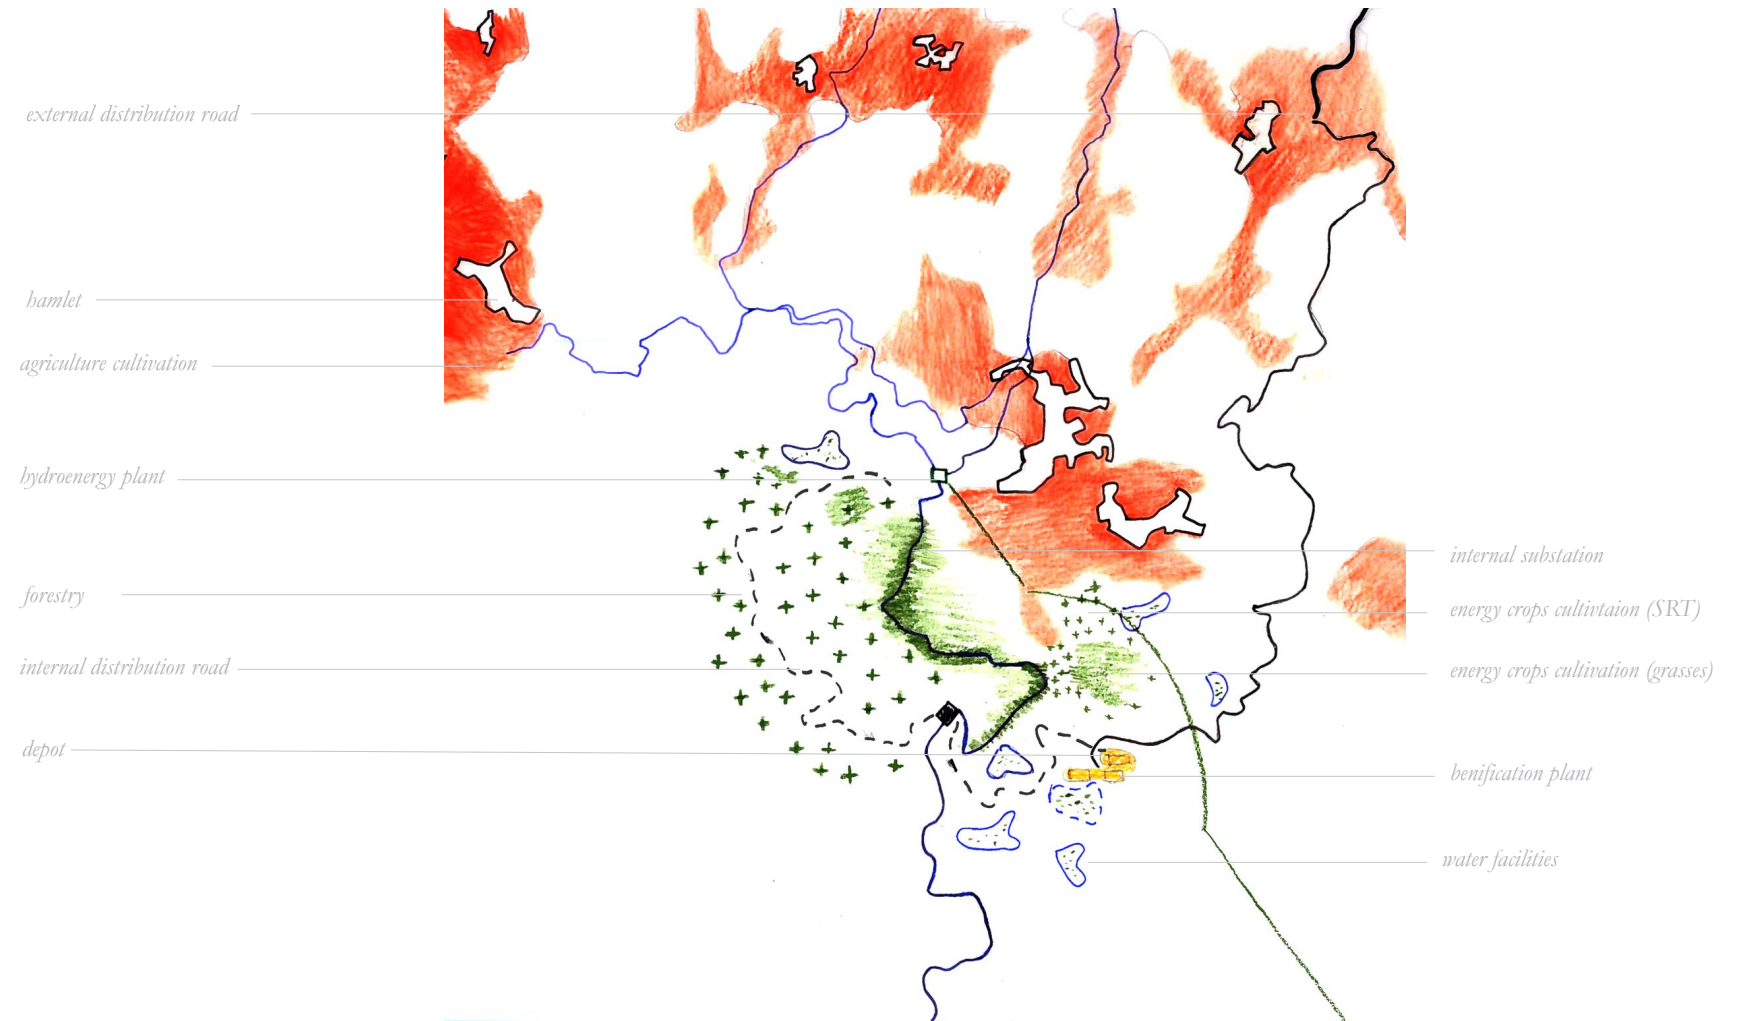 external distribution road
hamlet
agriculture cultivation
hydroenergy plant
forestry
internal distribution road
depot
internal substation
energy crops cultivtaion (SRT)
energy crops cultivation (grasses)
benification plant
water facilities